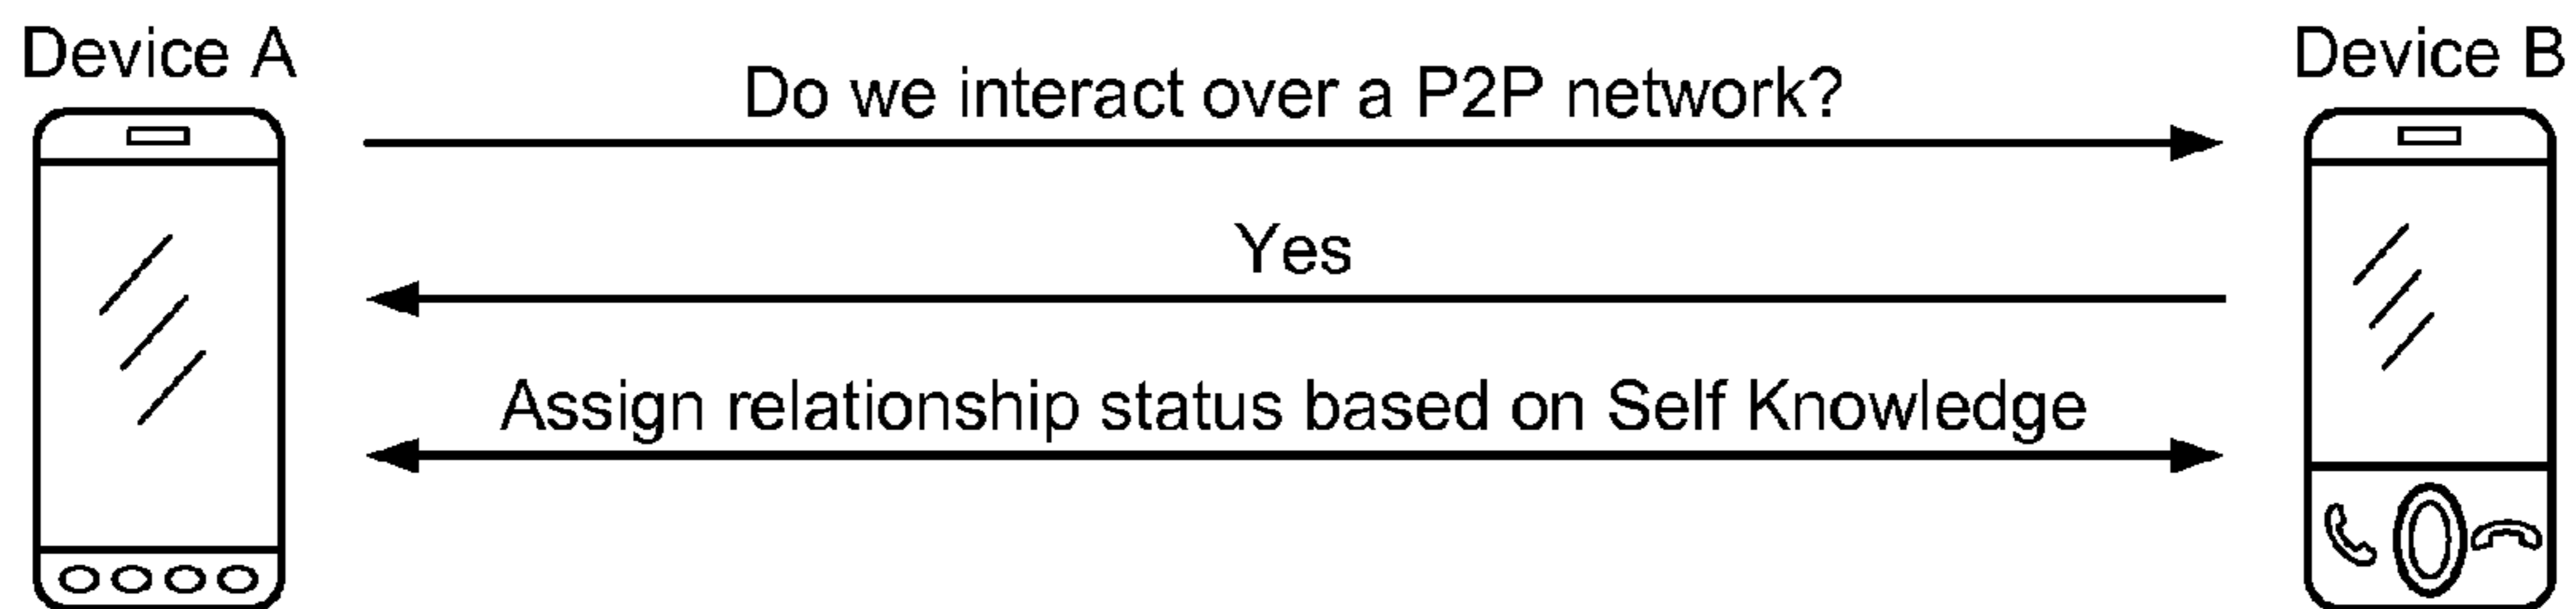 Device A
Device B
Do we interact over a P2P network?
Yes
Assign relationship status based on Self Knowledge